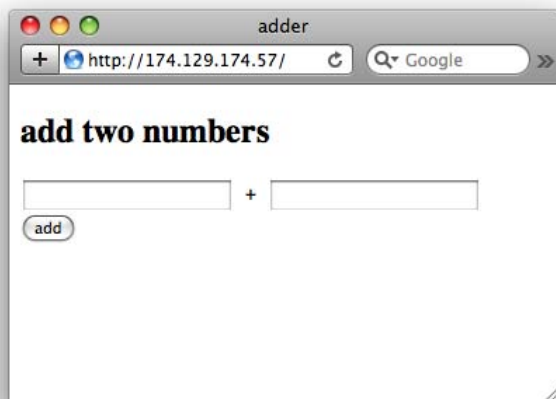 adder
+ http://174.129.174.57/ Google »
add two numbers
+
add